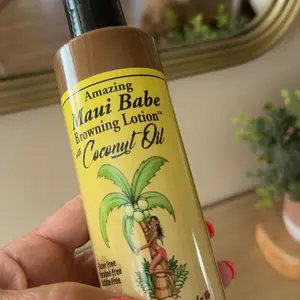 Amazing
Maui Babe
Browning Lotion™
with Coconut Oil